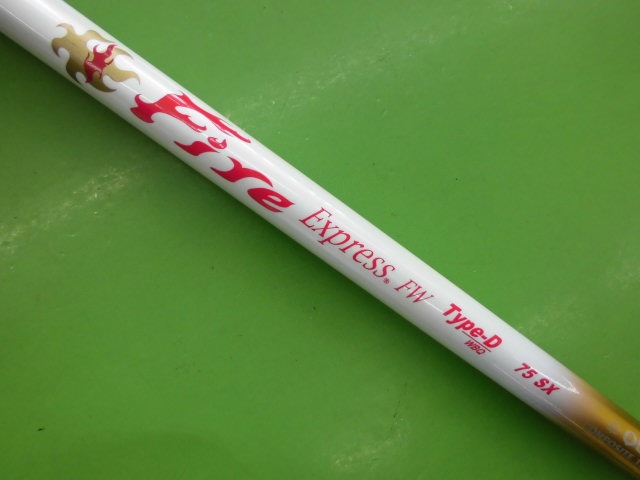 Fire Express® FW Type-D 75 SX
WBQ